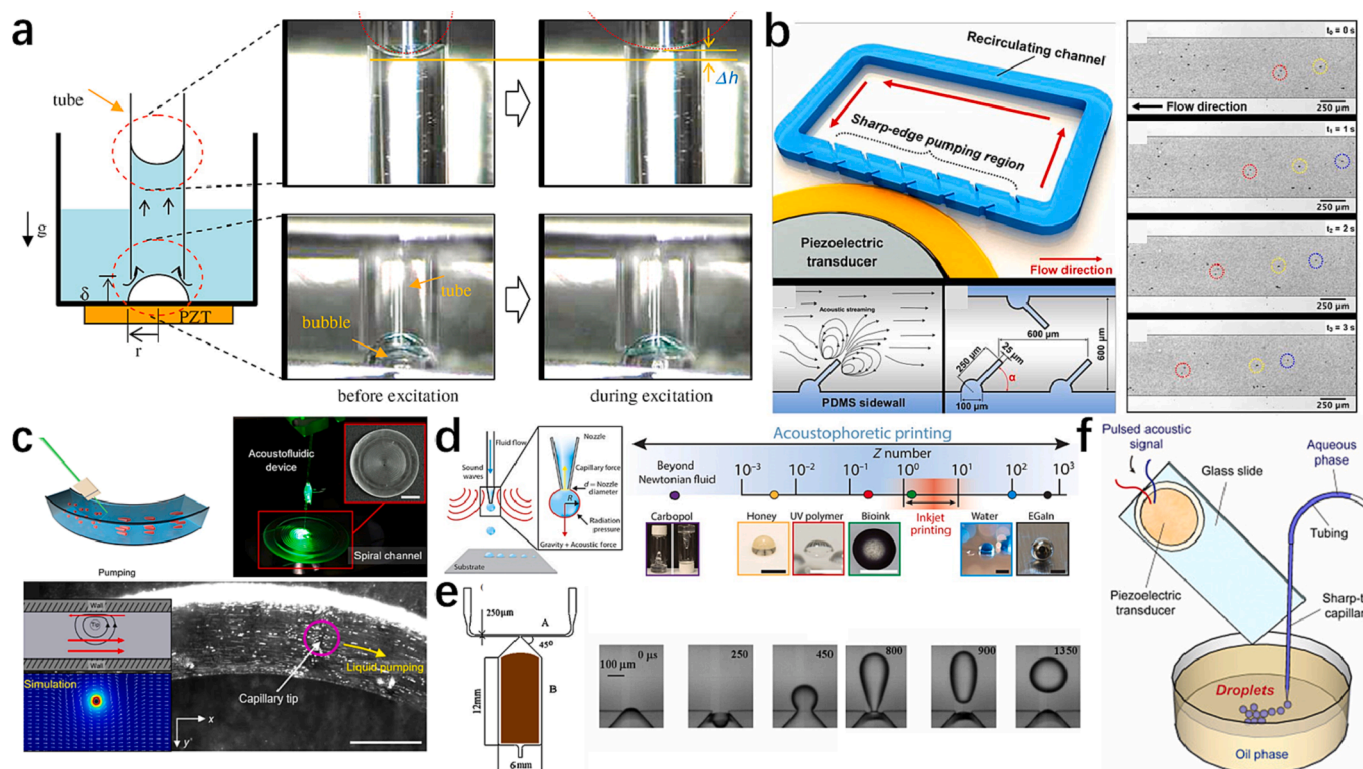 a
tube
g
δ
r
PZT
Δh
tube
bubble
before excitation
during excitation
b
Recirculating channel
Sharp-edge pumping region
Piezoelectric
transducer
Flow direction
Acoustic streaming
PDMS sidewall
600 μm
25 μm
250 μm
α
100 μm
600 μm
t₀ = 0 s
Flow direction
250 μm
t₁ = 1 s
250 μm
t₂ = 2 s
250 μm
t₃ = 3 s
250 μm
c
Pumping
Acoustofluidic
device
Spiral channel
Wall
Wall
Simulation
Capillary tip
Liquid pumping
x
y
d
Fluid flow
Sound
waves
Nozzle
Capillary force
d = Nozzle
diameter
R
Radiation
pressure
Gravity + Acoustic force
Substrate
Acoustophoretic printing
Z number
Beyond
Newtonian fluid
10⁻³
10⁻²
10⁻¹
10⁰
10¹
10²
10³
Carbopol
Honey
UV polymer
Bioink
Inkjet
printing
Water
EGaIn
e
250μm
A
45º
B
12mm
6mm
100 μm
0 μs
250
450
800
900
1350
f
Pulsed acoustic
signal
Glass slide
Aqueous
phase
Tubing
Piezoelectric
transducer
Sharp-t
capillar
Droplets
Oil phase